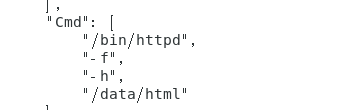 ],
"Cmd": [
"/bin/httpd",
"-f",
"-h",
"/data/html"
]